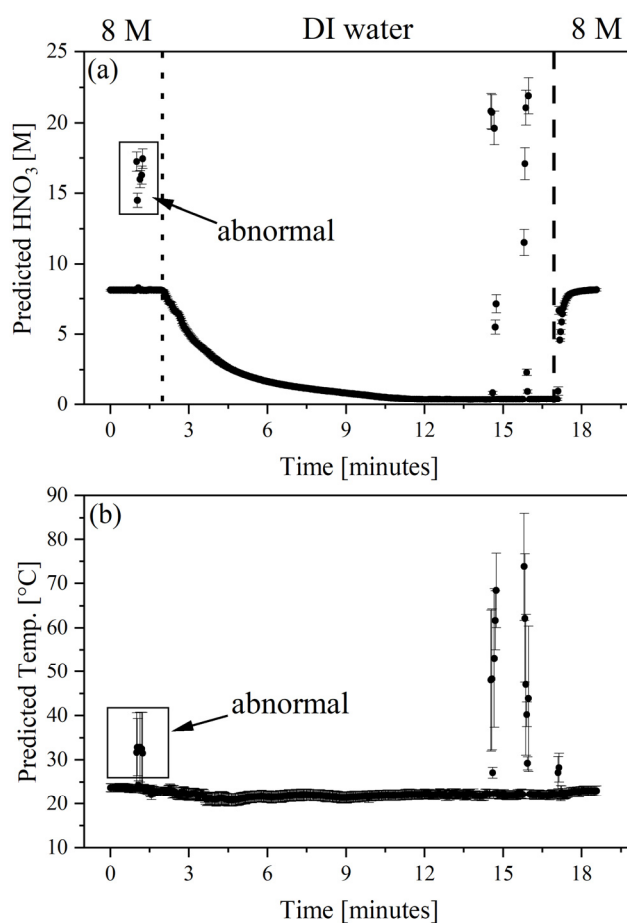 8 M DI water 8 M
(a)
25
20
15
10
5
0
Predicted HNO3 [M]
abnormal
0 3 6 9 12 15 18
Time [minutes]
(b)
90
80
70
60
50
40
30
20
10
Predicted Temp. [°C]
abnormal
0 3 6 9 12 15 18
Time [minutes]